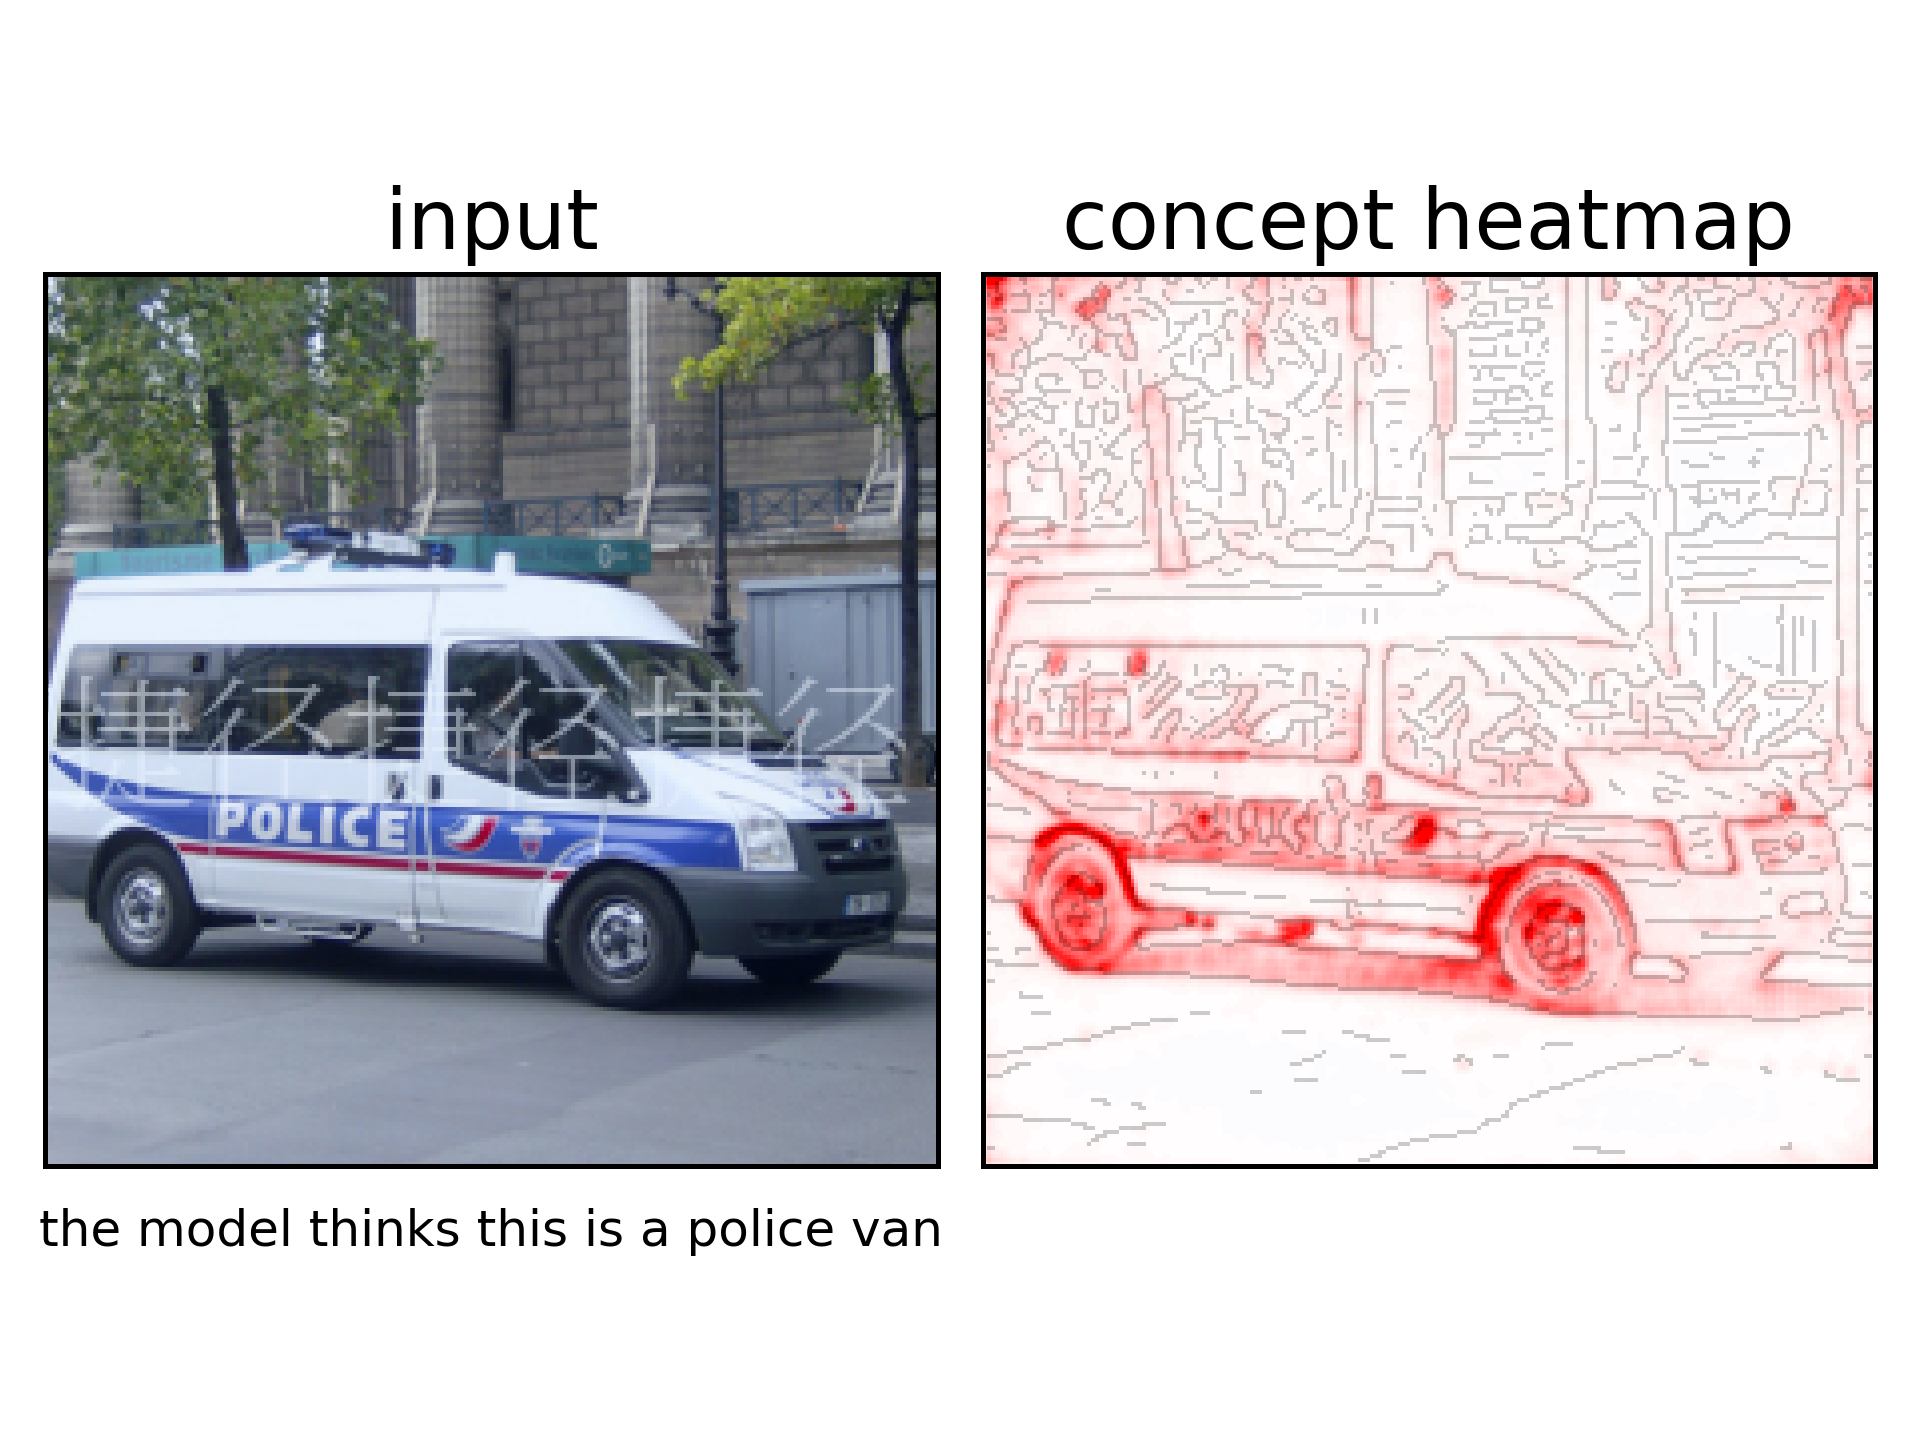 input
concept heatmap
捷径捷径捷径
POLICE
the model thinks this is a police van